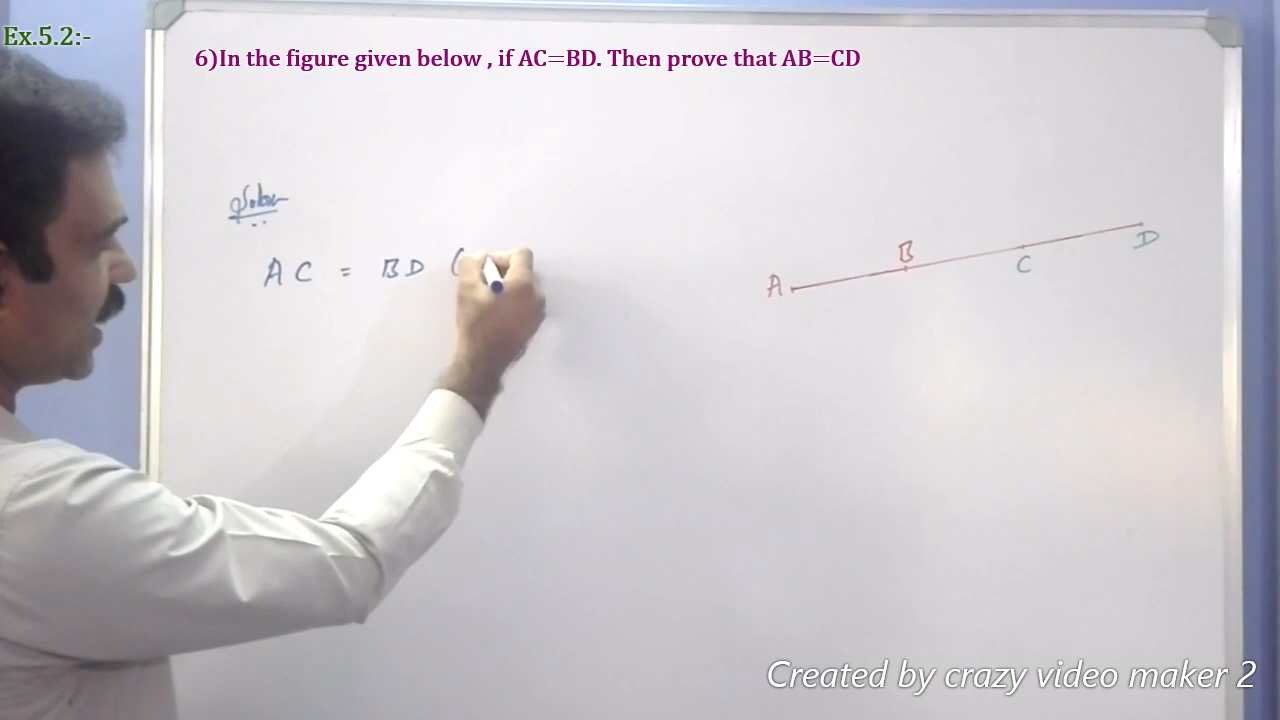 Ex.5.2:-
6)In the figure given below , if AC=BD. Then prove that AB=CD
AC = BD (
A
B
C
D
Created by crazy video maker 2